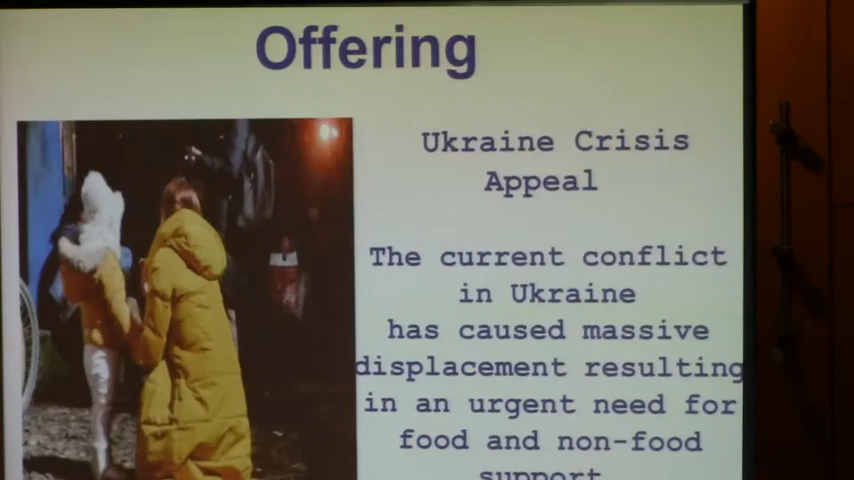 Offering
Ukraine Crisis
Appeal
The current conflict
in Ukraine
has caused massive
displacement resulting
in an urgent need for
food and non-food
support